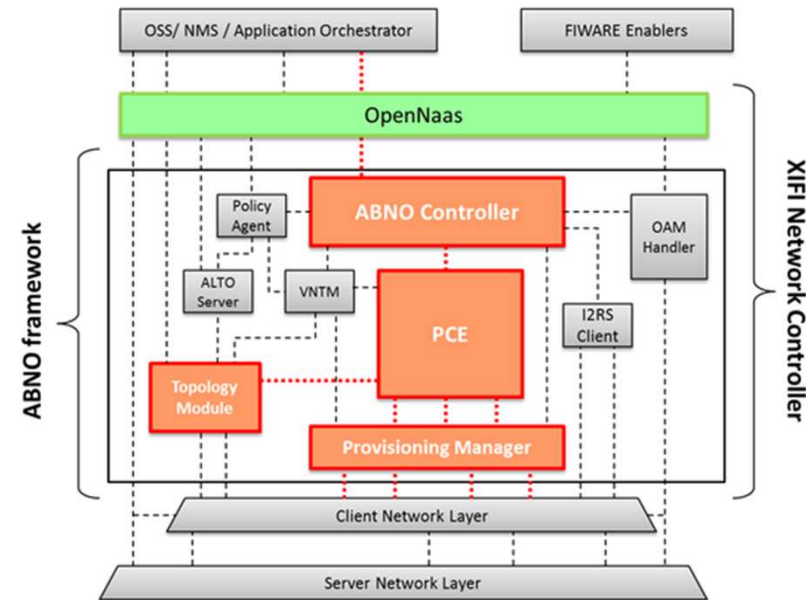 OSS/ NMS / Application Orchestrator
FIWARE Enablers
OpenNaas
ABNO framework
XIFI Network Controller
Policy
Agent
ABNO Controller
OAM
Handler
ALTO
Server
VNTM
PCE
I2RS
Client
Topology
Module
Provisioning Manager
Client Network Layer
Server Network Layer